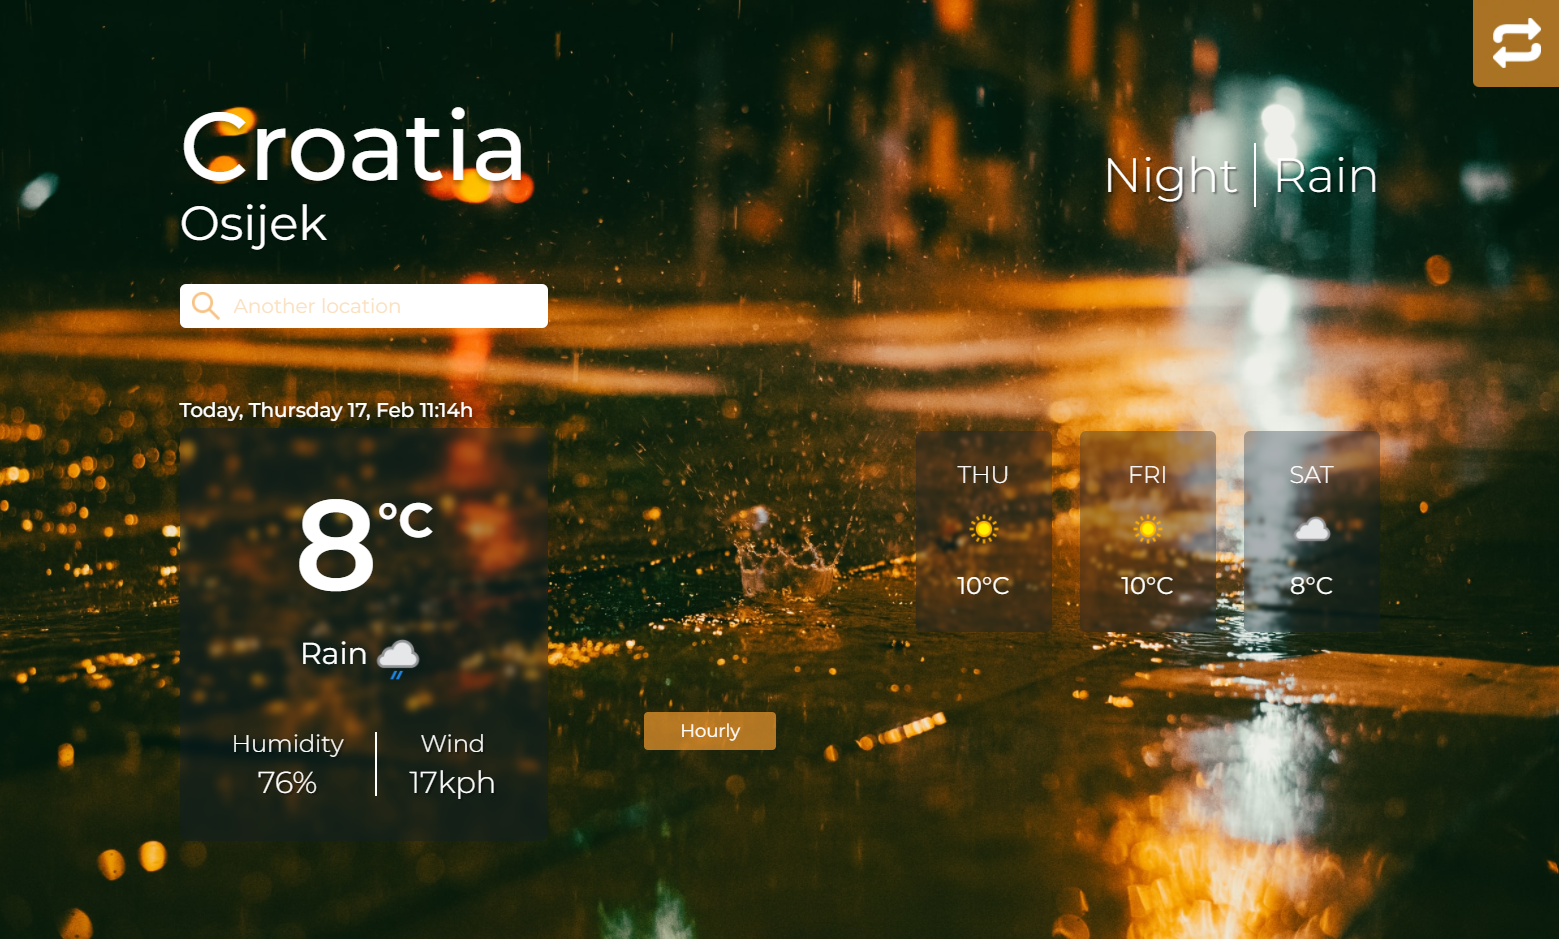 Croatia
Osijek
Night | Rain
Another location
Today, Thursday 17, Feb 11:14h
8°C
Rain
Humidity
76%
Wind
17kph
THU
10°C
FRI
10°C
SAT
8°C
Hourly